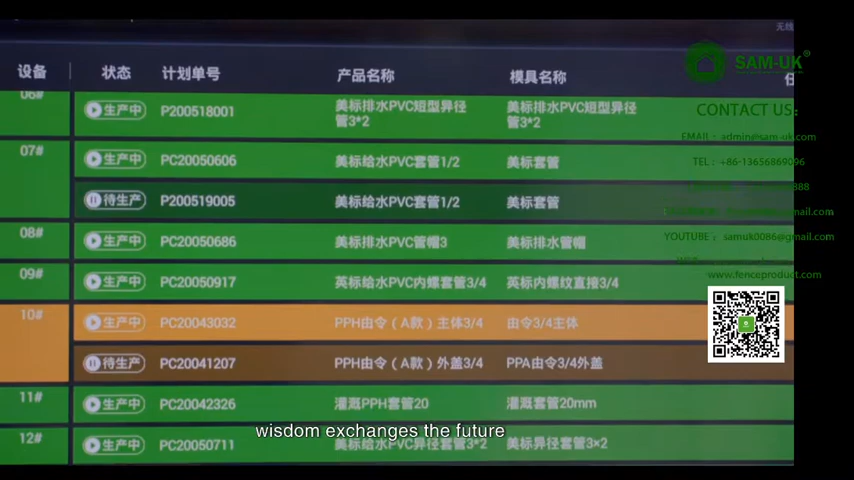 无线
设备 状态 计划单号 产品名称 模具名称
06# 生产中 P200518001 美标排水PVC短型异径管3*2 美标排水PVC短型异径管3*2
07# 生产中 PC20050606 美标给水PVC套管1/2 美标套管
待生产 P200519005 美标给水PVC套管1/2 美标套管
08# 生产中 PC20050686 美标排水PVC管帽3 美标排水管帽
09# 生产中 PC20050917 英标给水PVC内螺套管3/4 英标内螺纹直接3/4
10# 生产中 PC20043032 PPH由令（A款）主体3/4 由令3/4主体
待生产 PC20041207 PPH由令（A款）外盖3/4 PPA由令3/4外盖
11# 生产中 PC20042326 灌溉PPH套管20 灌溉套管20mm
12# 生产中 PC20050711 美标给水PVC异径套管3*2 美标异径套管3×2
SAM-UK®
CONTACT US:
EMAIL: admin@sam-uk.com
TEL: +86-13656869096
YOUTUBE: samuk0086@gmail.com
www.fenceproduct.com
wisdom exchanges the future